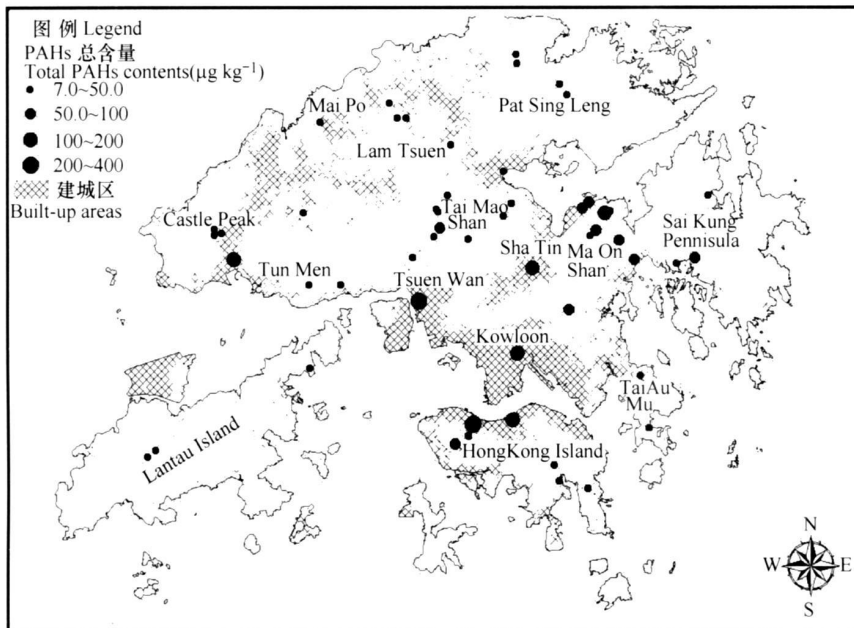 图 例 Legend
PAHs 总含量
Total PAHs contents(μg kg⁻¹)
7.0~50.0
50.0~100
100~200
200~400
建城区
Built-up areas
Mai Po
Pat Sing Leng
Lam Tsuen
Castle Peak
Tai Mao
Shan
Sai Kung
Pennisula
Sha Tin
Ma On
Shan
Tun Men
Tsuen Wan
Kowloon
TaiAu
Mu
Lantau Island
HongKong Island
N
W
E
S